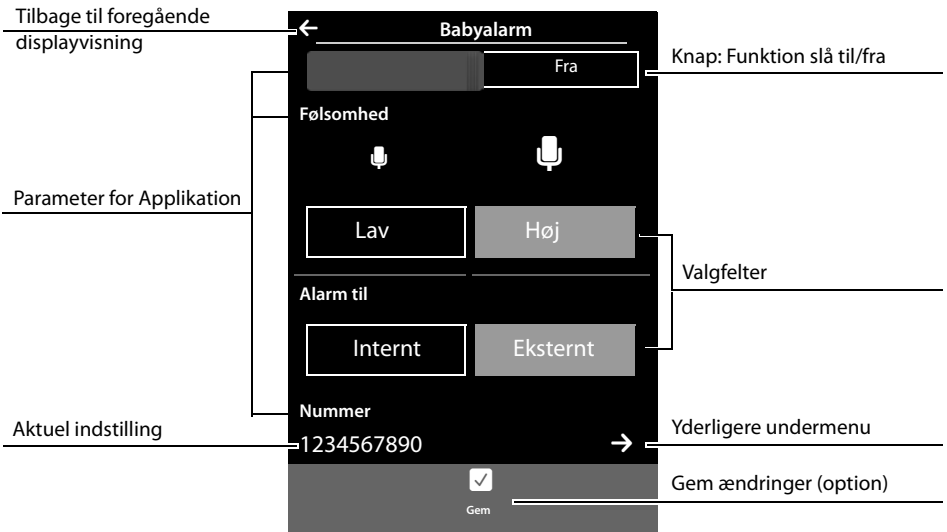 Tilbage til foregående
displayvisning
Babyalarm
Fra
Knap: Funktion slå til/fra
Følsomhed
Parameter for Applikation
Lav
Høj
Valgfelter
Alarm til
Internt
Eksternt
Nummer
Aktuel indstilling
1234567890
Yderligere undermenu
Gem ændringer (option)
Gem